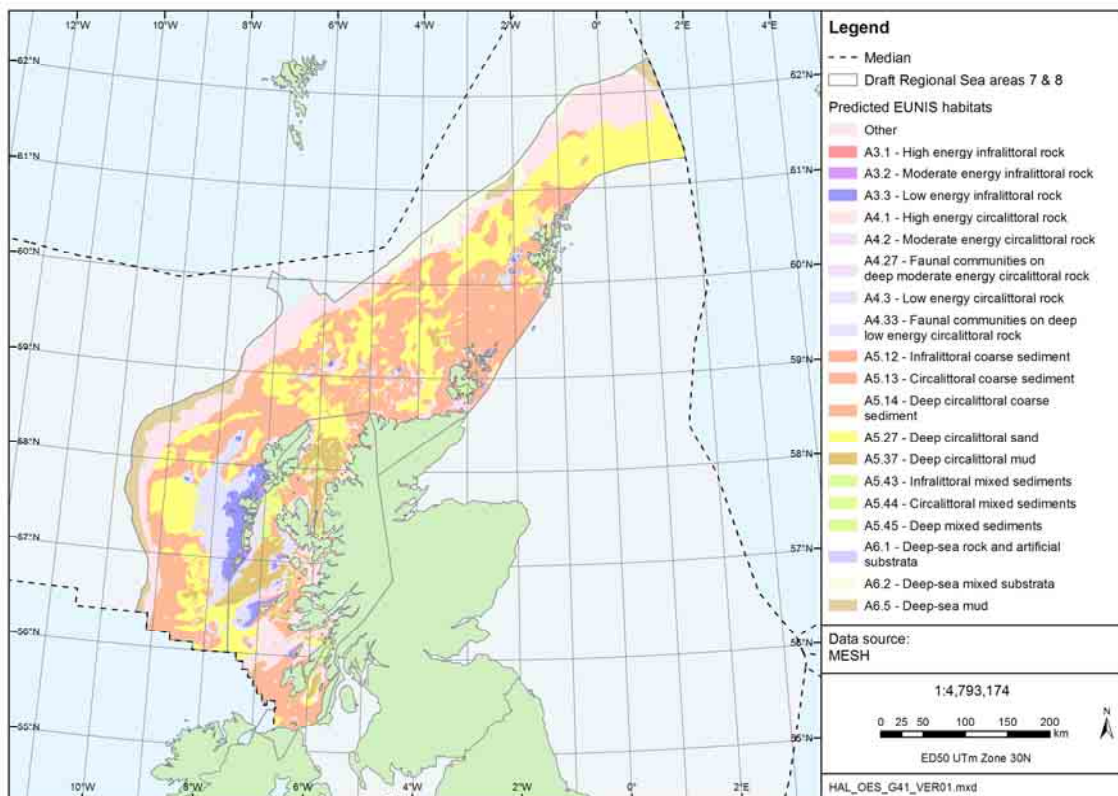 10°W 8°W 6°W 4°W 2°W 0° 2°E 4°E
62°N 62°N
61°N 61°N
60°N 60°N
59°N 59°N
58°N 58°N
57°N 57°N
56°N 56°N
55°N 55°N
10°W 8°W 6°W 4°W 2°W 0° 2°E
Legend
Median
Draft Regional Sea areas 7 & 8
Predicted EUNIS habitats
Other
A3.1 - High energy infralittoral rock
A3.2 - Moderate energy infralittoral rock
A3.3 - Low energy infralittoral rock
A4.1 - High energy circalittoral rock
A4.2 - Moderate energy circalittoral rock
A4.27 - Faunal communities on
deep moderate energy circalittoral rock
A4.3 - Low energy circalittoral rock
A4.33 - Faunal communities on deep
low energy circalittoral rock
A5.12 - Infralittoral coarse sediment
A5.13 - Circalittoral coarse sediment
A5.14 - Deep circalittoral coarse
sediment
A5.27 - Deep circalittoral sand
A5.37 - Deep circalittoral mud
A5.43 - Infralittoral mixed sediments
A5.44 - Circalittoral mixed sediments
A5.45 - Deep mixed sediments
A6.1 - Deep-sea rock and artificial
substrata
A6.2 - Deep-sea mixed substrata
A6.5 - Deep-sea mud
Data source:
MESH
1:4,793,174
N
0 25 50 100 150 200
km
ED50 UTm Zone 30N
HAL_OES_G41_VER01.mxd